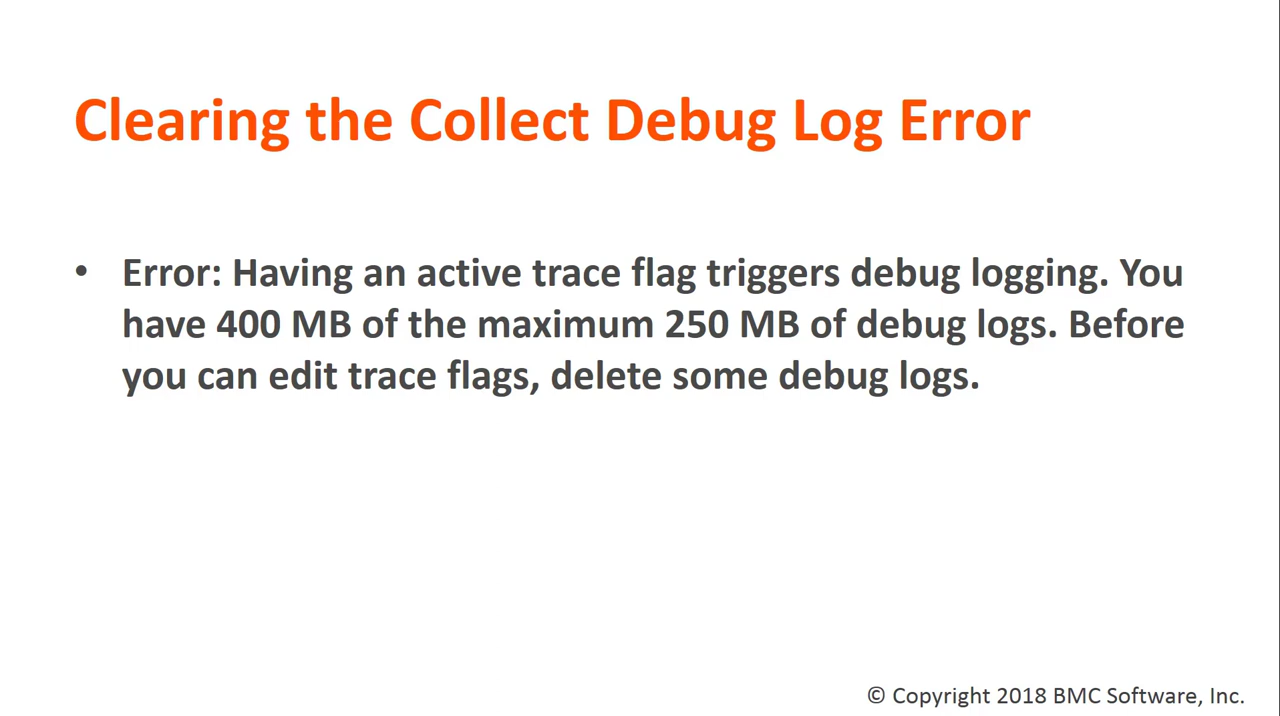 Clearing the Collect Debug Log Error
• Error: Having an active trace flag triggers debug logging. You
have 400 MB of the maximum 250 MB of debug logs. Before
you can edit trace flags, delete some debug logs.
© Copyright 2018 BMC Software, Inc.